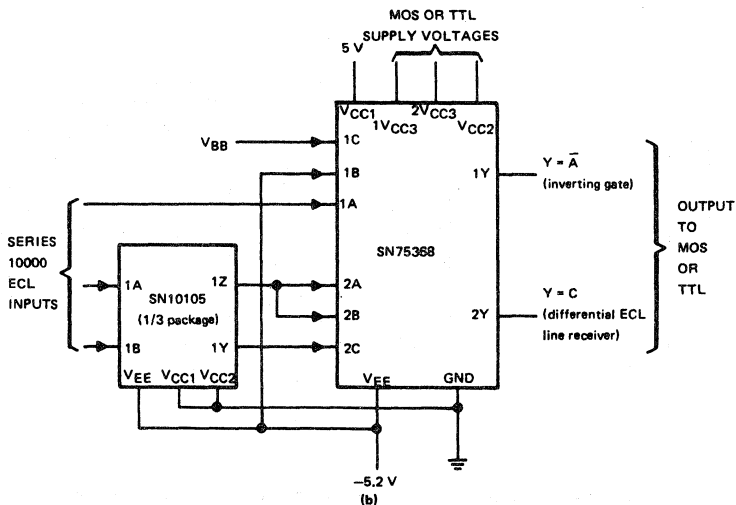 MOS OR TTL
SUPPLY VOLTAGES
5 V
VCC1
1VCC3
2VCC3
VCC2
VBB
1C
1B
1A
1Y
Y = A̅
(inverting gate)
SERIES
10000
ECL
INPUTS
SN75368
OUTPUT
TO
MOS
OR
TTL
1A
1Z
SN10105
(1/3 package)
1B
1Y
VEE
VCC1
VCC2
2A
2B
2C
2Y
Y = C
(differential ECL
line receiver)
VEE
GND
−5.2 V
(b)